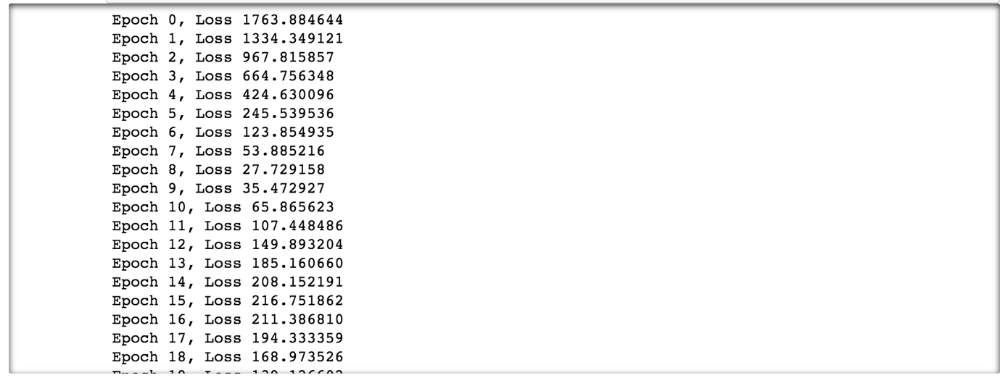 Epoch 0, Loss 1763.884644
Epoch 1, Loss 1334.349121
Epoch 2, Loss 967.815857
Epoch 3, Loss 664.756348
Epoch 4, Loss 424.630096
Epoch 5, Loss 245.539536
Epoch 6, Loss 123.854935
Epoch 7, Loss 53.885216
Epoch 8, Loss 27.729158
Epoch 9, Loss 35.472927
Epoch 10, Loss 65.865623
Epoch 11, Loss 107.448486
Epoch 12, Loss 149.893204
Epoch 13, Loss 185.160660
Epoch 14, Loss 208.152191
Epoch 15, Loss 216.751862
Epoch 16, Loss 211.386810
Epoch 17, Loss 194.333359
Epoch 18, Loss 168.973526
Epoch 19, Loss